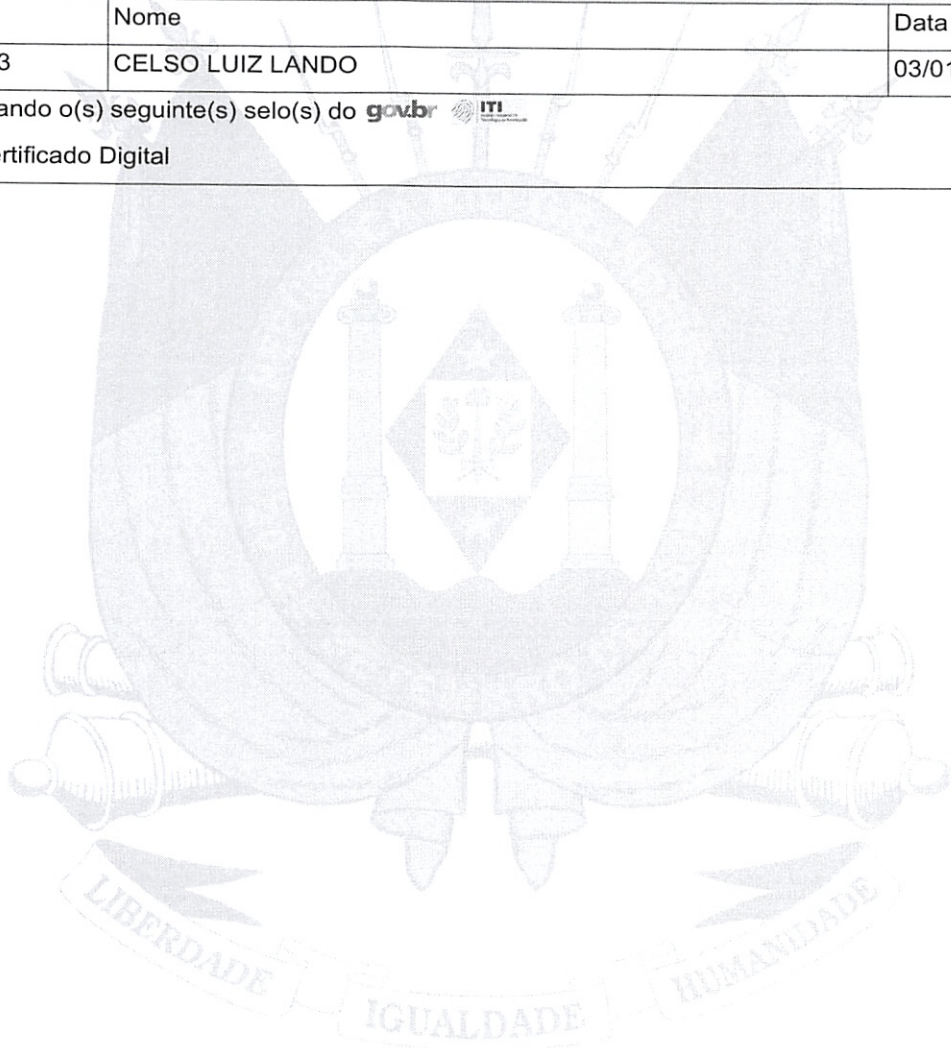 Nome Data
3 CELSO LUIZ LANDO 03/01
ando o(s) seguinte(s) selo(s) do gov.br ITI
ertificado Digital
LIBERDADE IGUALDADE HUMANIDADE